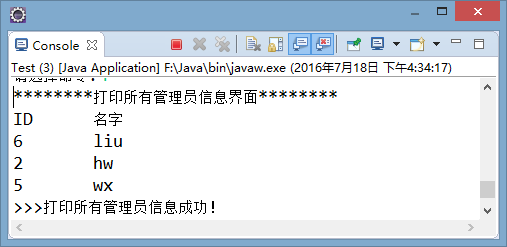 Console
Test (3) [Java Application] F:\Java\bin\javaw.exe (2016年7月18日 下午4:34:17)
********打印所有管理员信息界面********
ID 名字
6 liu
2 hw
5 wx
>>>打印所有管理员信息成功!